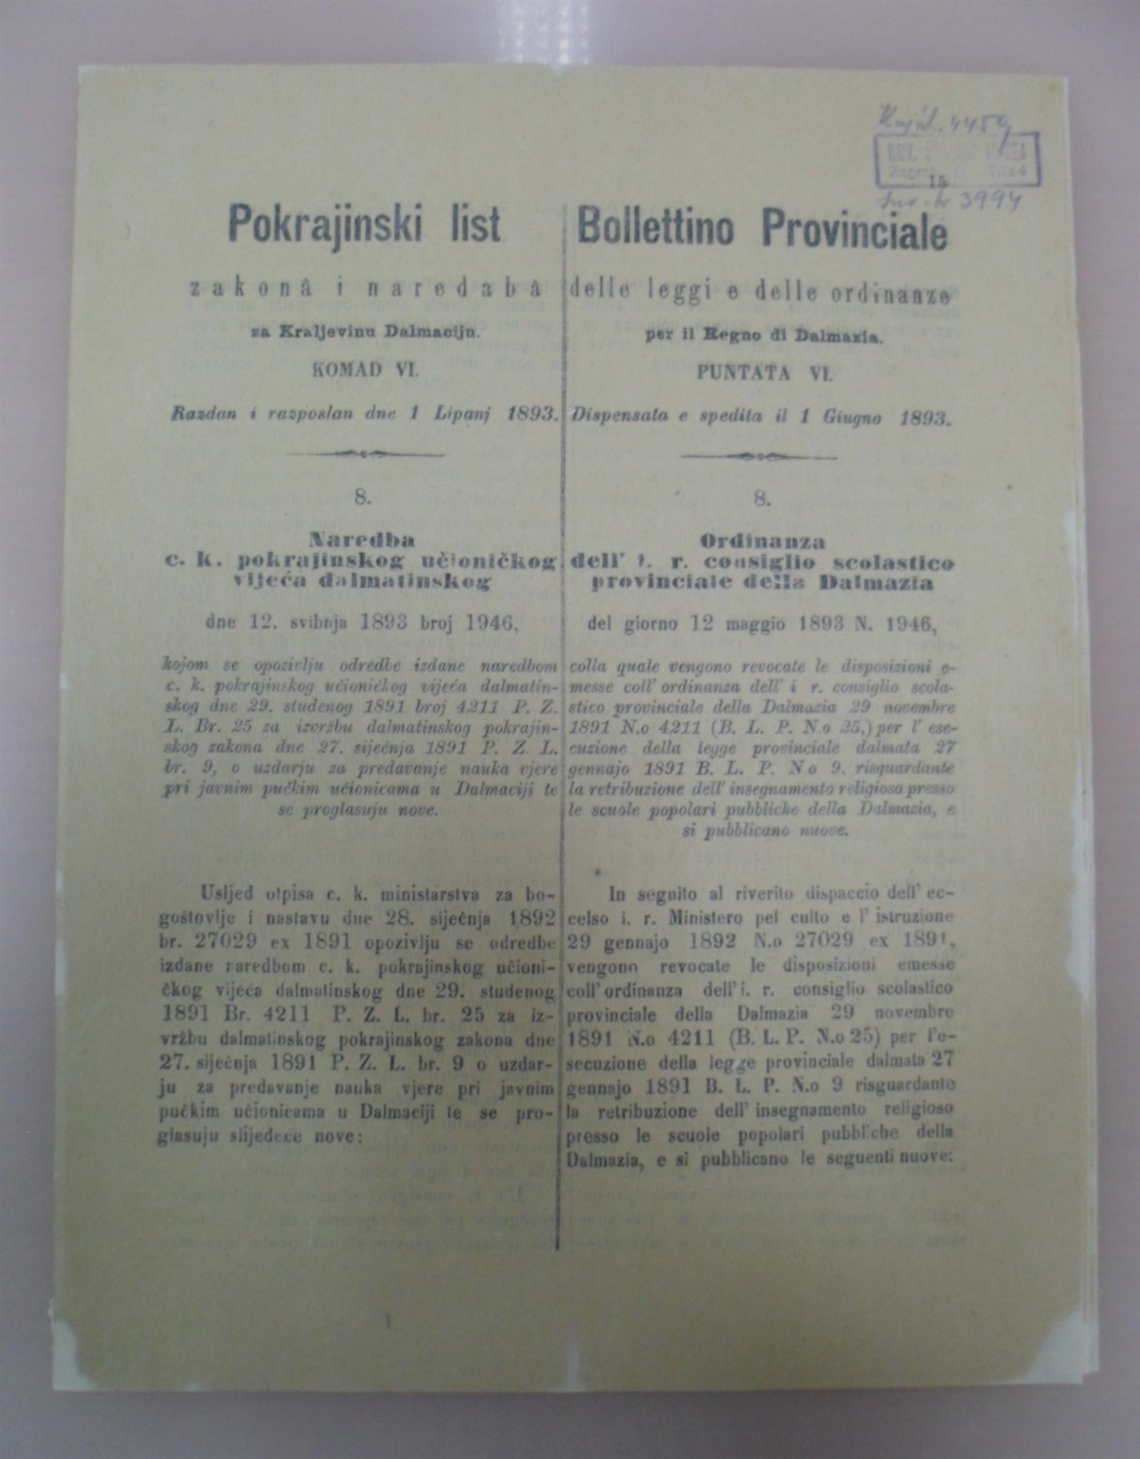 4459
15
3994
Pokrajinski list
zakonâ i naredabâ
za Kraljevinu Dalmaciju.
KOMAD VI.
Razdan i razposlan dne 1 Lipanj 1893.
8.
Naredba
c. k. pokrajinskog učioničkog
vijeća dalmatinskog
dne 12. svibnja 1893 broj 1946,
kojom se opozivlju odredbe izdane naredbom
c. k. pokrajinskog učioničkog vijeća dalmatin-
skog dne 29. studenog 1891 broj 4211 P. Z.
L. Br. 25 za izvržbu dalmatinskog pokrajin-
skog zakona dne 27. siječnja 1891 P. Z. L.
br. 9, o uzdarju za predavanje nauka vjere
pri javnim pučkim učionicama u Dalmaciji te
se proglasuju nove.
Usljed otpisa c. k. ministarstva za bo-
goštovlje i nastavu dne 28. siječnja 1892
br. 27029 ex 1891 opozivlju se odredbe
izdane naredbom c. k. pokrajinskog učioni-
čkog vijeća dalmatinskog dne 29. studenog
1891 Br. 4211 P. Z. L. br. 25 za iz-
vržbu dalmatinskog pokrajinskog zakona dne
27. siječnja 1891 P. Z. L. br. 9 o uzdar-
ju za predavanje nauka vjere pri javnim
pučkim učionicama u Dalmaciji te se pro-
glasuju slijedeće nove:
Bollettino Provinciale
delle leggi e delle ordinanze
per il Regno di Dalmazia.
PUNTATA VI.
Dispensata e spedita il 1 Giugno 1893.
8.
Ordinanza
dell' i. r. consiglio scolastico
provinciale della Dalmazia
del giorno 12 maggio 1893 N. 1946,
colla quale vengono revocate le disposizioni e-
messe coll' ordinanza dell' i r. consiglio scola-
stico provinciale della Dalmazia 29 novembre
1891 N.o 4211 (B. L. P. N.o 25,) per l' ese-
cuzione della legge provinciale dalmata 27
gennajo 1891 B. L. P. N.o 9. risguardante
la retribuzione dell' insegnamento religioso presso
le scuole popolari pubbliche della Dalmazia, e
si pubblicano nuove.
In seguito al riverito dispaccio dell' ec-
celso i. r. Ministero pel culto e l' istruzione
29 gennajo 1892 N.o 27029 ex 1891,
vengono revocate le disposizioni emesse
coll' ordinanza dell' i. r. consiglio scolastico
provinciale della Dalmazia 29 novembre
1891 N.o 4211 (B. L. P. N.o 25) per l'e-
secuzione della legge provinciale dalmata 27
gennajo 1891 B. L. P. N.o 9 risguardante
la retribuzione dell' insegnamento religioso
presso le scuole popolari pubbliche della
Dalmazia, e si pubblicano le seguenti nuove: